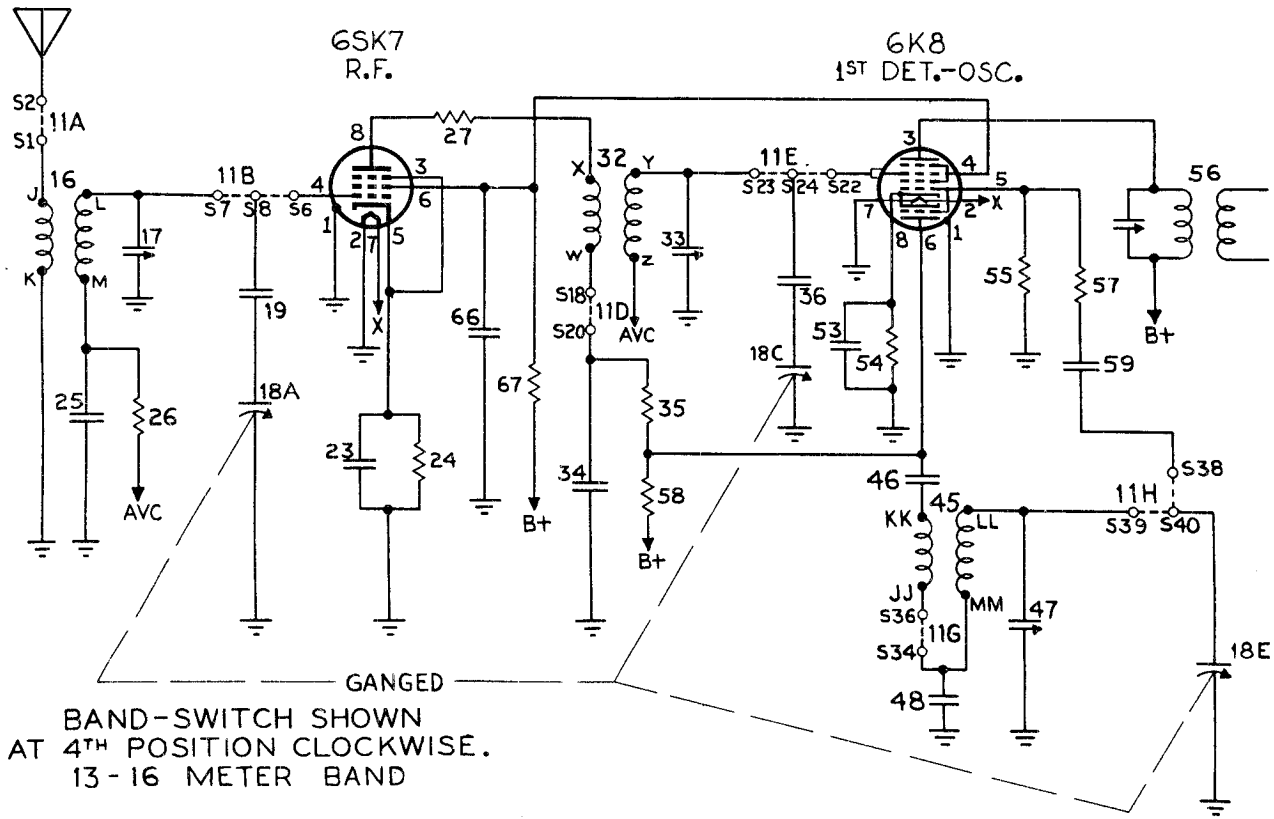 6SK7
R.F.
6K8
1ST DET.-OSC.
S2
11A
S1
J
16
L
K
M
17
11B
S7
S8
S6
4
8
3
6
1
2
7
5
X
27
19
18A
25
26
AVC
23
24
66
67
B+
X
32
Y
W
Z
S18
11D
S20
AVC
33
34
35
58
B+
11E
S23
S24
S22
36
18C
3
4
5
2
X
7
8
6
1
53
54
55
57
59
56
B+
46
45
KK
LL
JJ
MM
S36
11G
S34
48
47
11H
S39
S40
S38
18E
GANGED
BAND-SWITCH SHOWN
AT 4TH POSITION CLOCKWISE.
13-16 METER BAND